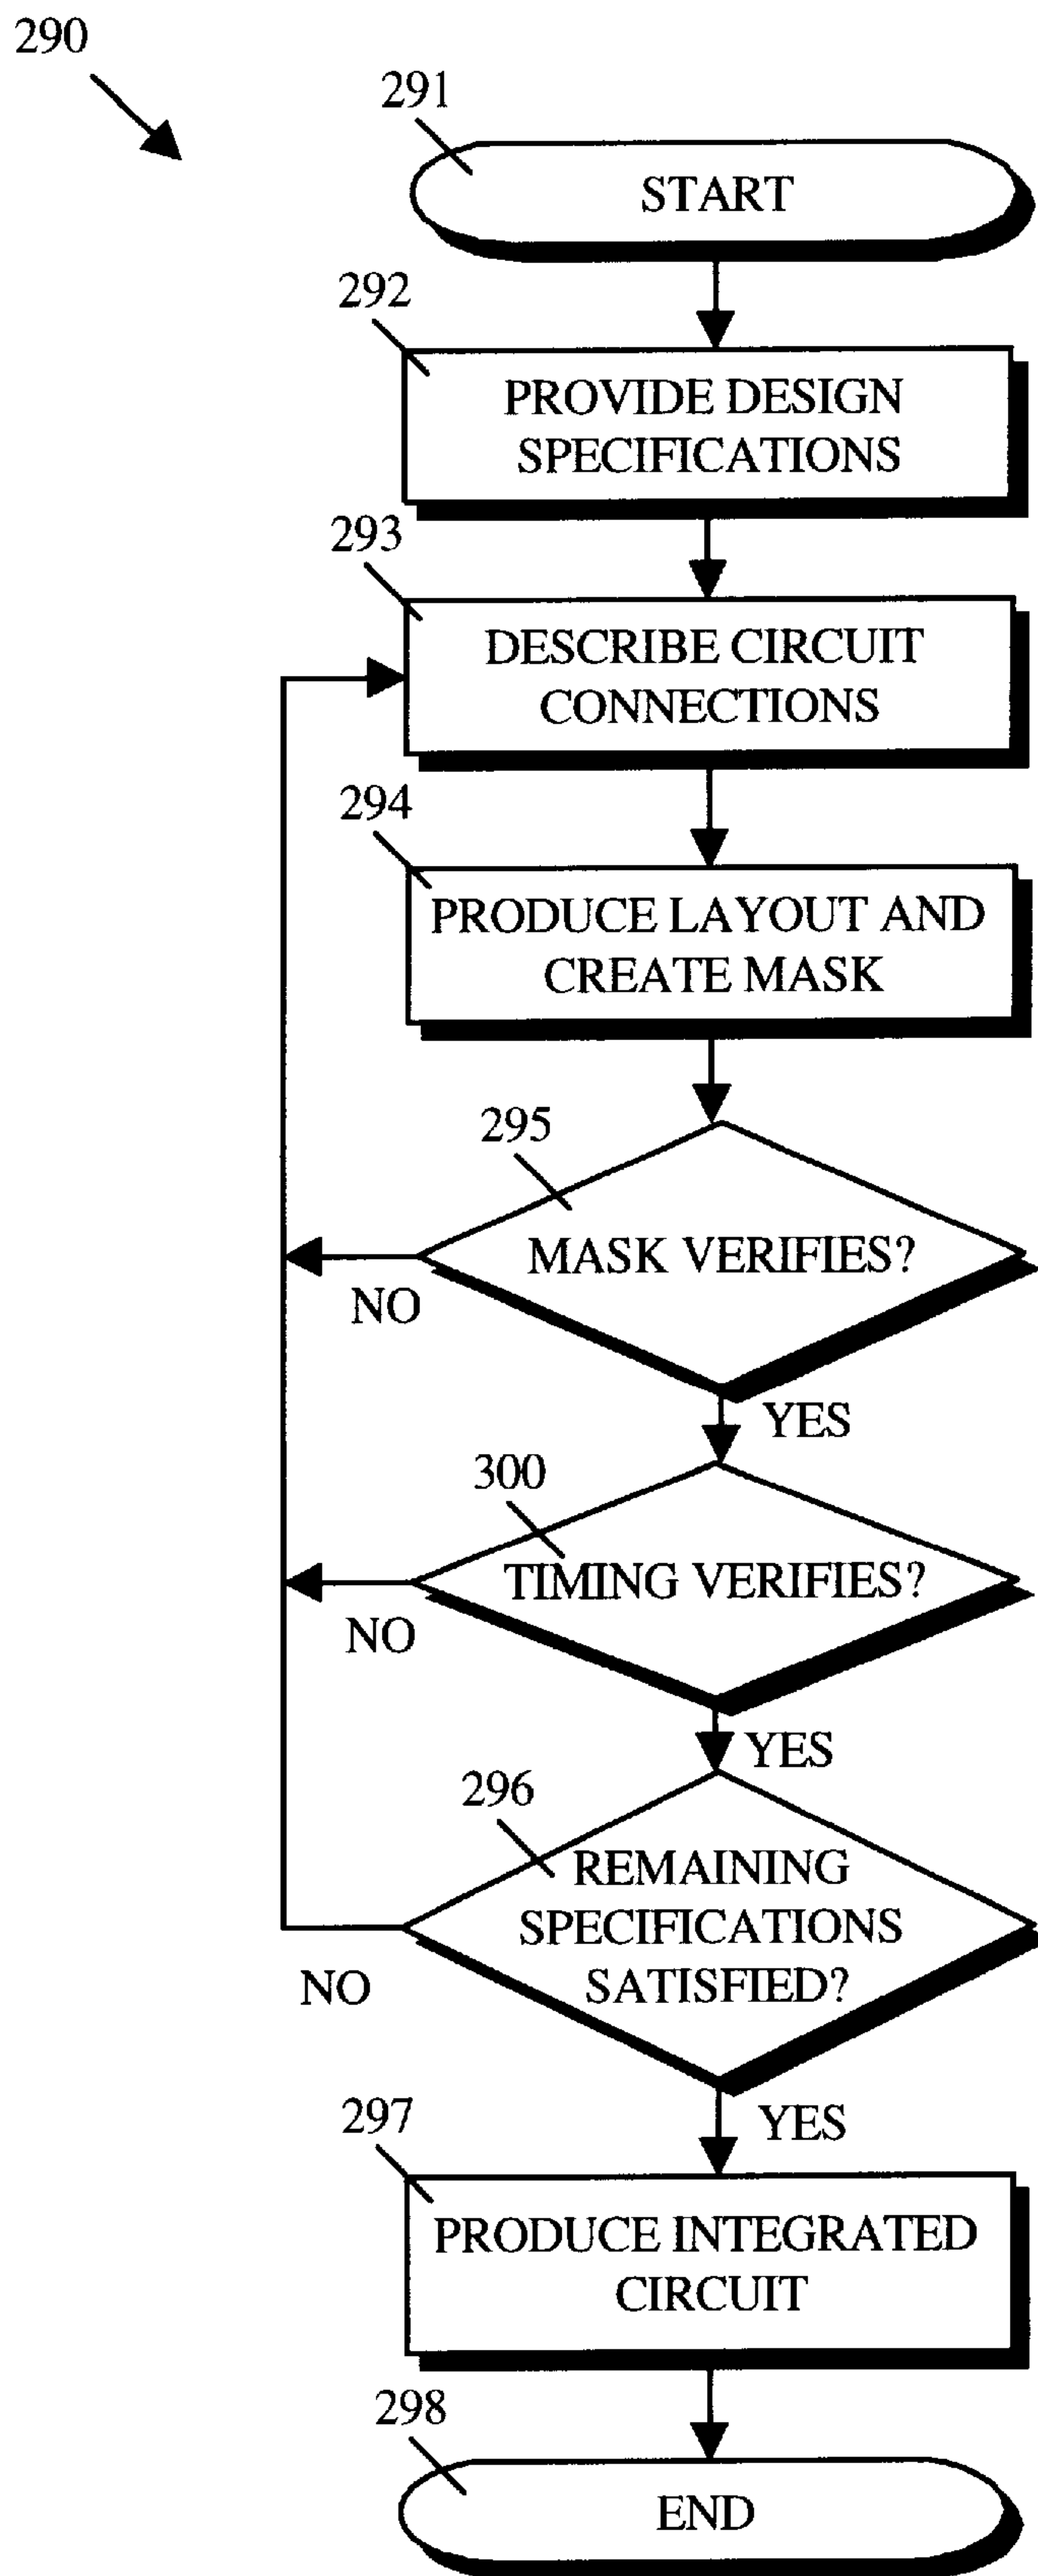 290
291
START
292
PROVIDE DESIGN
SPECIFICATIONS
293
DESCRIBE CIRCUIT
CONNECTIONS
294
PRODUCE LAYOUT AND
CREATE MASK
295
MASK VERIFIES?
NO
YES
300
TIMING VERIFIES?
NO
YES
296
REMAINING
SPECIFICATIONS
SATISFIED?
NO
YES
297
PRODUCE INTEGRATED
CIRCUIT
298
END